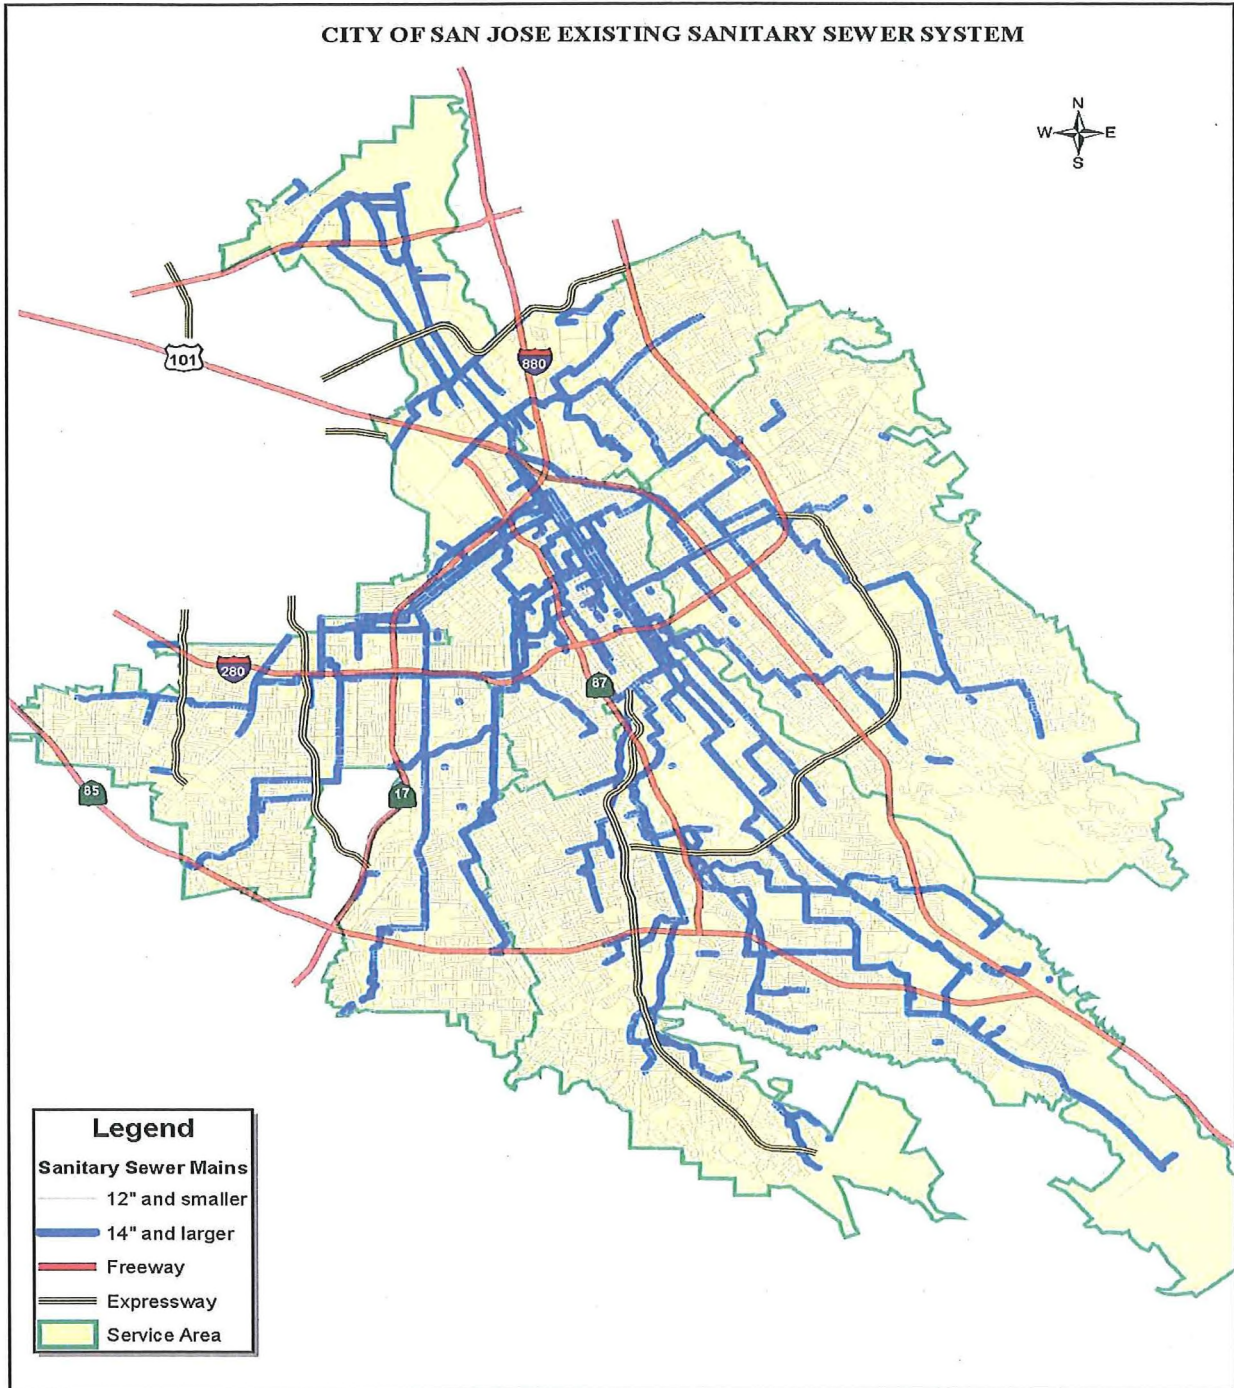 CITY OF SAN JOSE EXISTING SANITARY SEWER SYSTEM
N
W E
S
101
880
280
87
85
17
Legend
Sanitary Sewer Mains
12" and smaller
14" and larger
Freeway
Expressway
Service Area